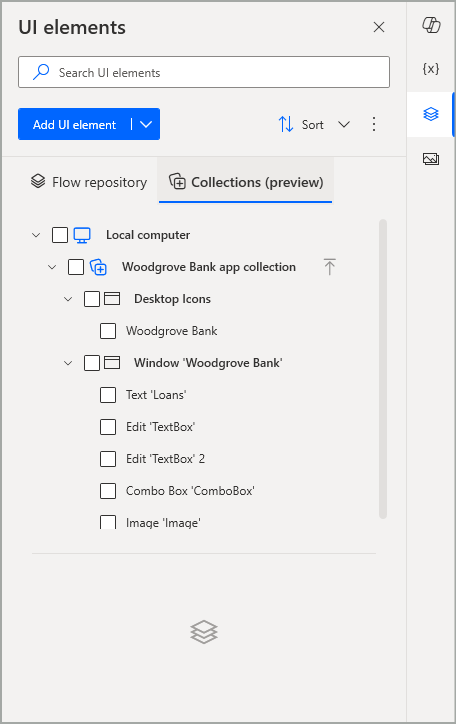 UI elements
Search UI elements
Add UI element
Sort
{x}
Flow repository
Collections (preview)
Local computer
Woodgrove Bank app collection
Desktop Icons
Woodgrove Bank
Window 'Woodgrove Bank'
Text 'Loans'
Edit 'TextBox'
Edit 'TextBox' 2
Combo Box 'ComboBox'
Image 'Image'